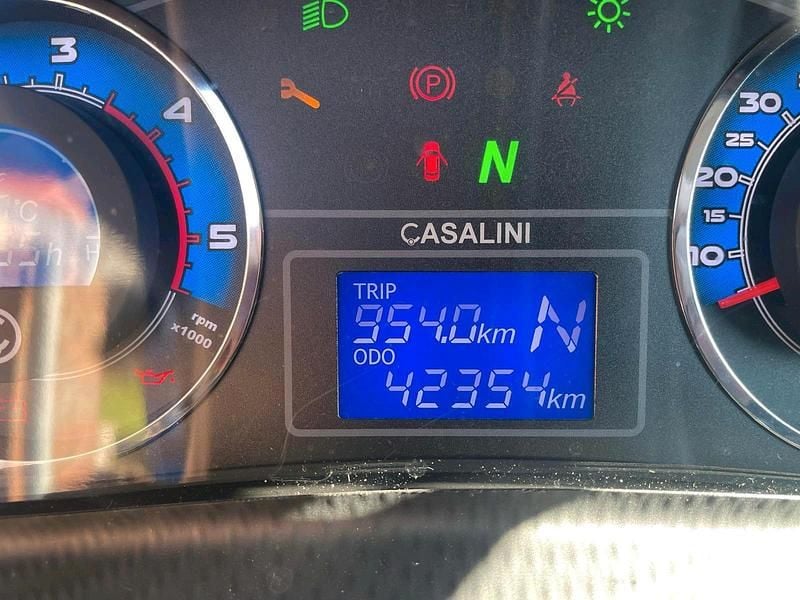 3
4
5
rpm
x1000
°C
P
N
CASALINI
TRIP
954.0km N
ODO
42354km
30
25
20
15
10